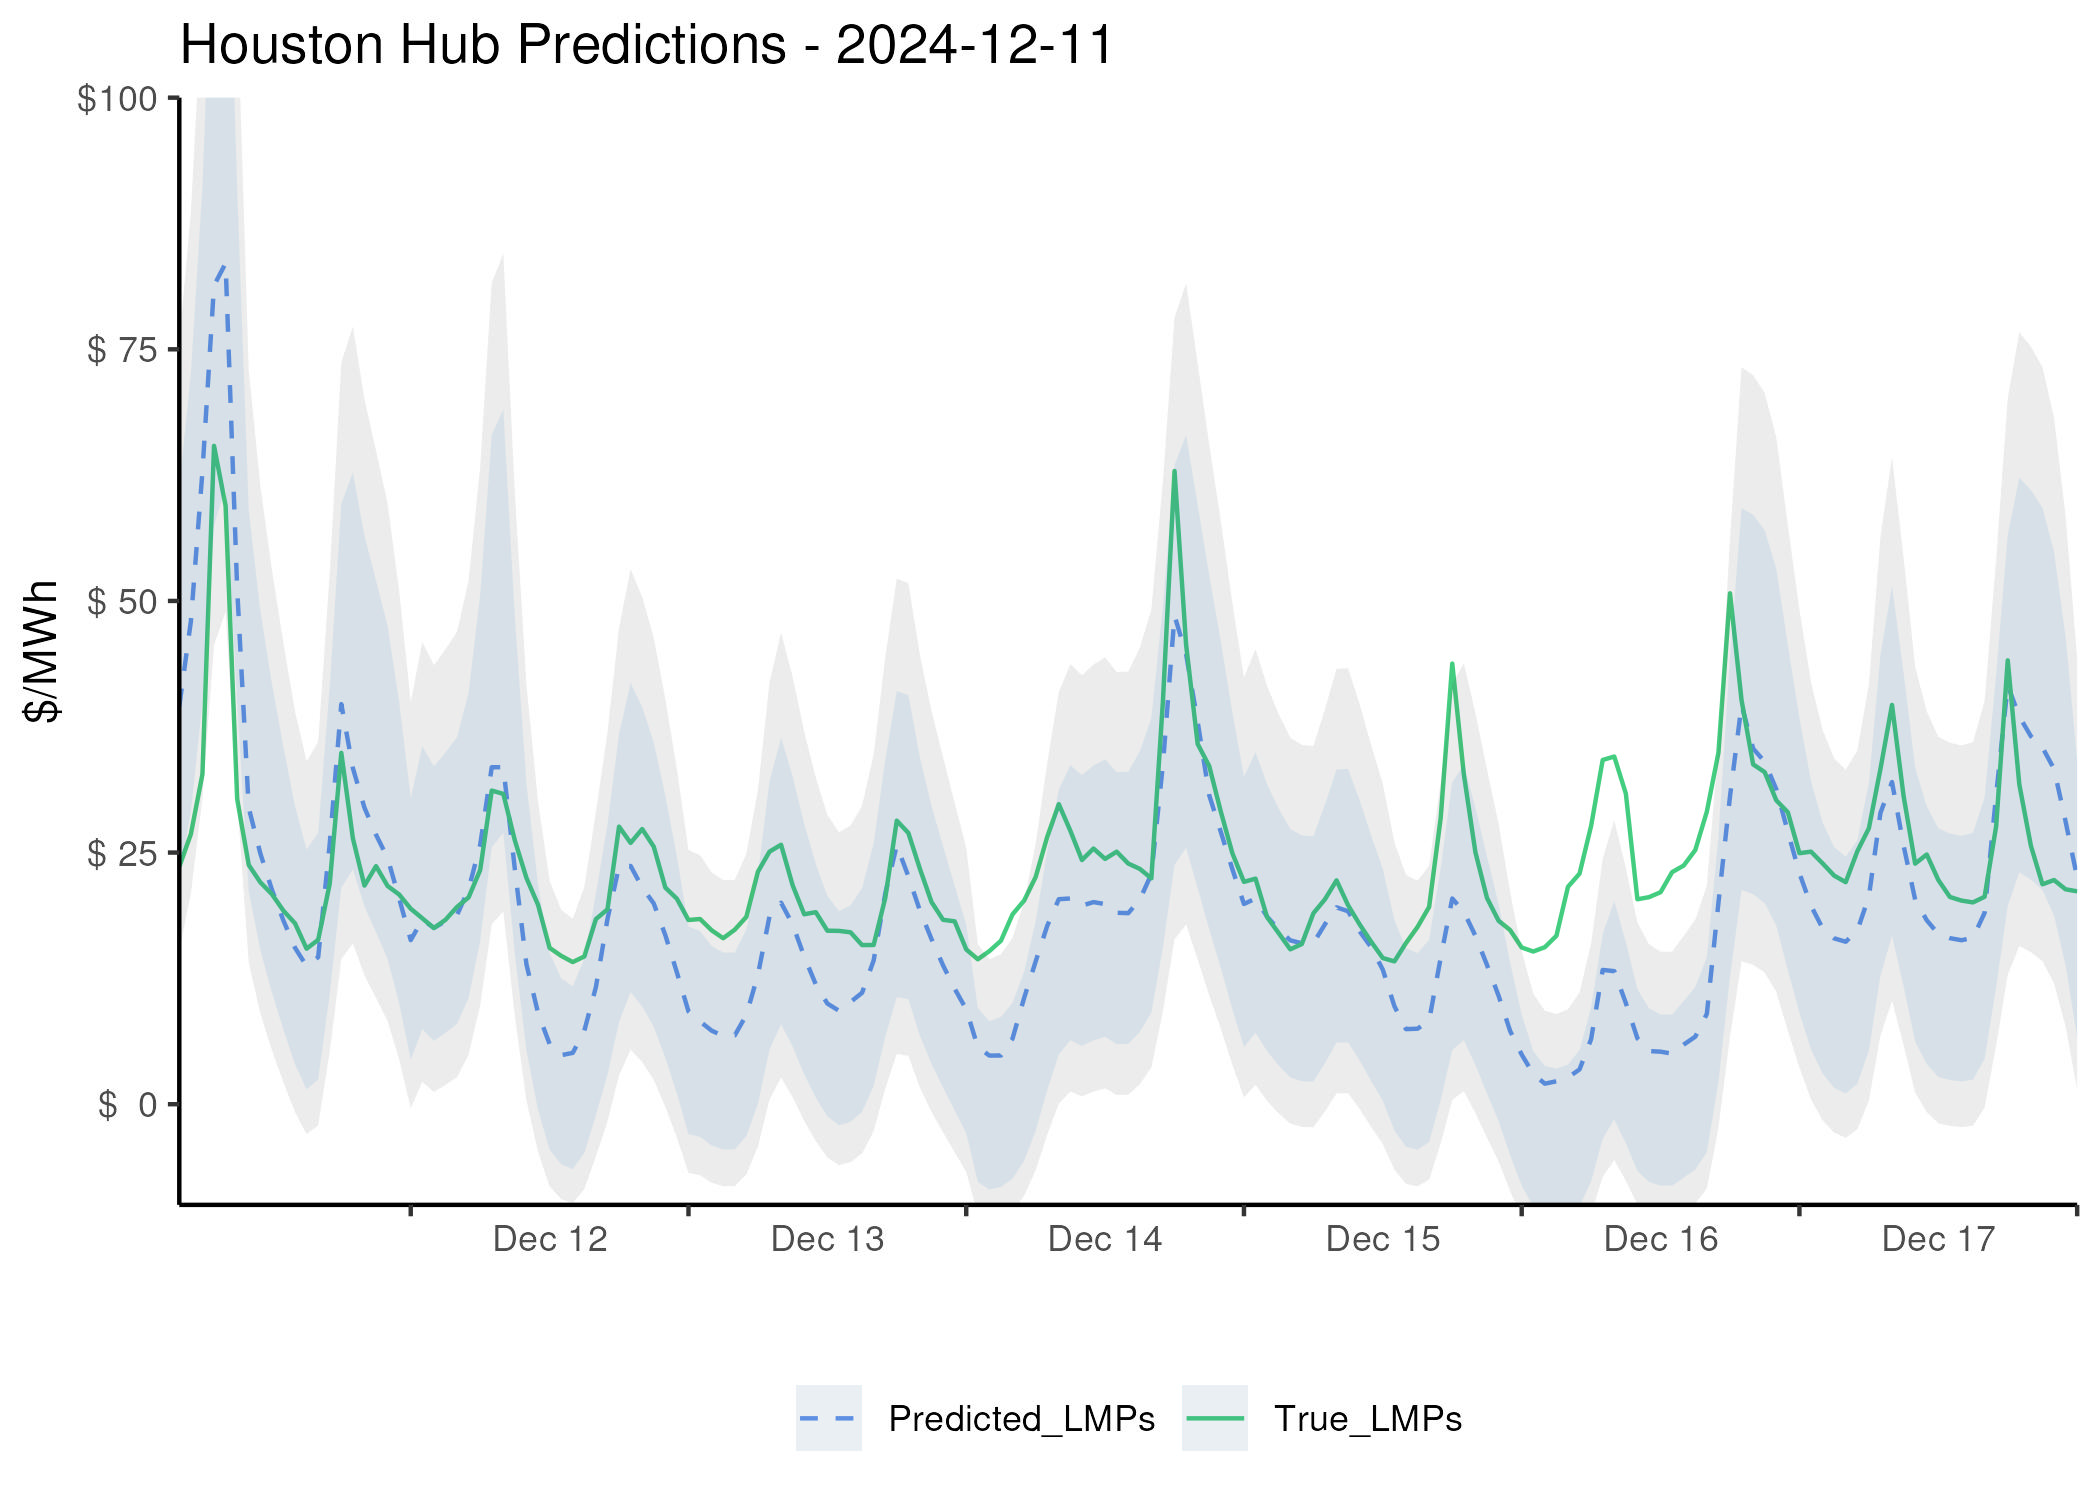 Houston Hub Predictions - 2024-12-11
$100
$ 75
$ 50
$ 25
$ 0
$/MWh
Dec 12 Dec 13 Dec 14 Dec 15 Dec 16 Dec 17
Predicted_LMPs True_LMPs